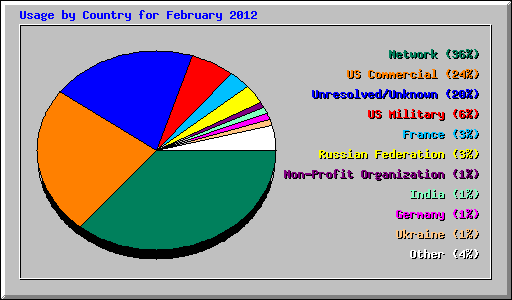 Usage by Country for February 2012
Network (36%)
US Commercial (24%)
Unresolved/Unknown (20%)
US Military (6%)
France (3%)
Russian Federation (3%)
Non-Profit Organization (1%)
India (1%)
Germany (1%)
Ukraine (1%)
Other (4%)